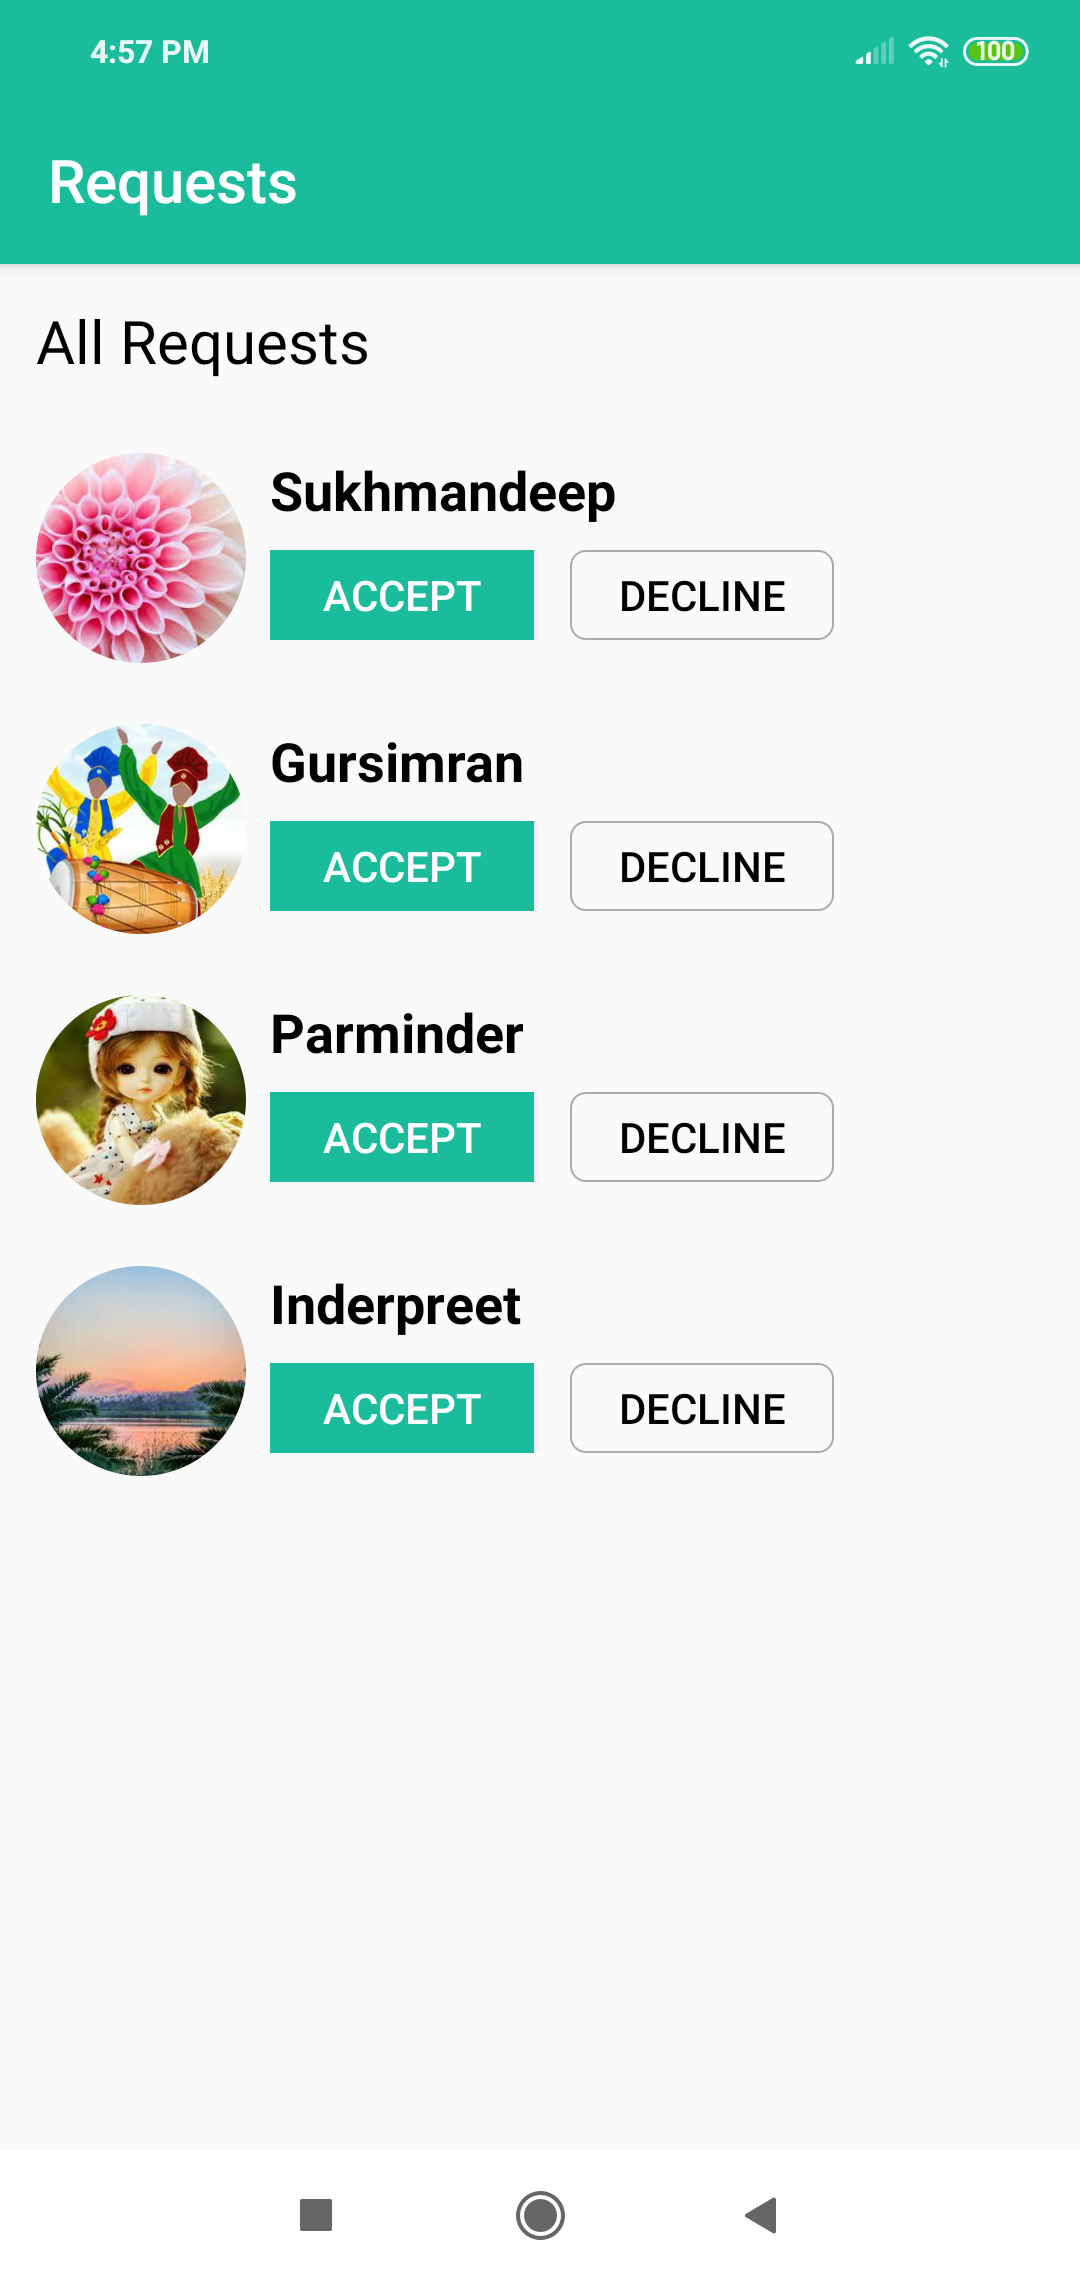 4:57 PM 100
Requests
All Requests
Sukhmandeep
ACCEPT DECLINE
Gursimran
ACCEPT DECLINE
Parminder
ACCEPT DECLINE
Inderpreet
ACCEPT DECLINE